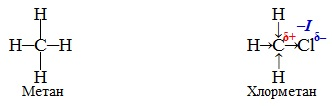 H
H–C–H
H
Метан
H –I
H→C δ+ →Cl δ–
H
Хлорметан